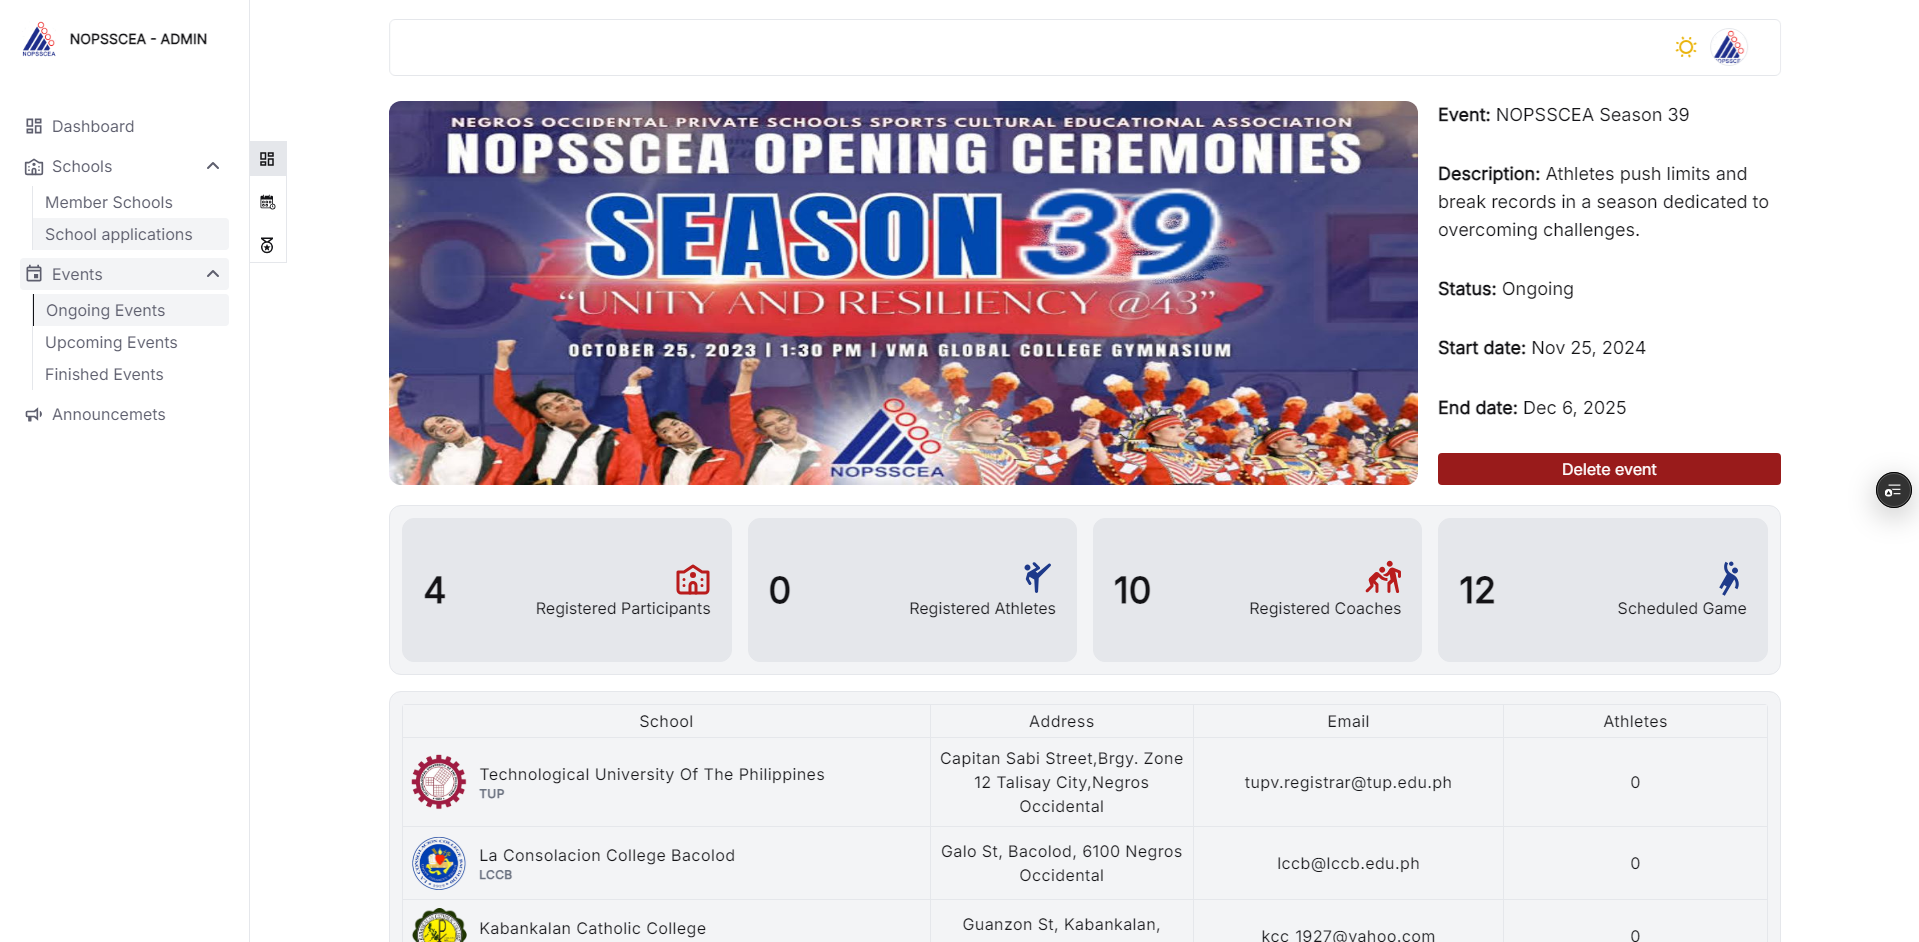 NOPSSCEA
NOPSSCEA - ADMIN
Dashboard
Schools
Member Schools
School applications
Events
Ongoing Events
Upcoming Events
Finished Events
Announcemets
NEGROS OCCIDENTAL PRIVATE SCHOOLS SPORTS CULTURAL EDUCATIONAL ASSOCIATION
NOPSSCEA OPENING CEREMONIES
SEASON 39
“UNITY AND RESILIENCY @43”
OCTOBER 25, 2023 | 1:30 PM | VMA GLOBAL COLLEGE GYMNASIUM
NOPSSCEA
Event: NOPSSCEA Season 39
Description: Athletes push limits and
break records in a season dedicated to
overcoming challenges.
Status: Ongoing
Start date: Nov 25, 2024
End date: Dec 6, 2025
Delete event
4
Registered Participants
0
Registered Athletes
10
Registered Coaches
12
Scheduled Game
School Address Email Athletes
Technological University Of The Philippines
TUP
Capitan Sabi Street,Brgy. Zone
12 Talisay City,Negros
Occidental
tupv.registrar@tup.edu.ph
0
La Consolacion College Bacolod
LCCB
Galo St, Bacolod, 6100 Negros
Occidental
lccb@lccb.edu.ph
0
Kabankalan Catholic College
Guanzon St, Kabankalan,
kcc_1927@yahoo.com
0